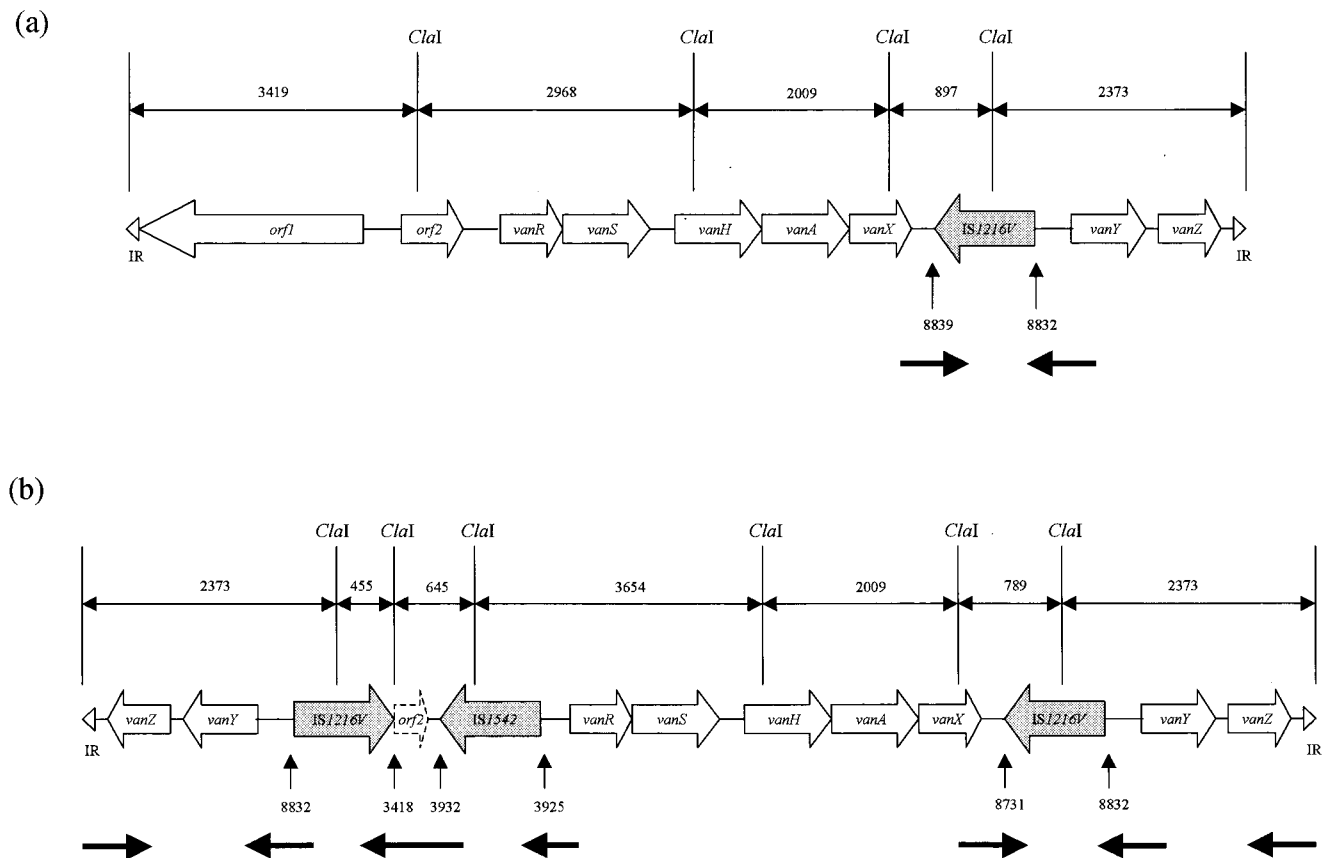 (a)
ClaI ClaI ClaI ClaI
3419 2968 2009 897 2373
orf1 orf2 vanR vanS vanH vanA vanX IS1216V vanY vanZ
IR IR
8839 8832
(b)
ClaI ClaI ClaI ClaI ClaI ClaI
2373 455 645 3654 2009 789 2373
vanZ vanY IS1216V orf2 IS1542 vanR vanS vanH vanA vanX IS1216V vanY vanZ
IR IR
8832 3418 3932 3925 8731 8832